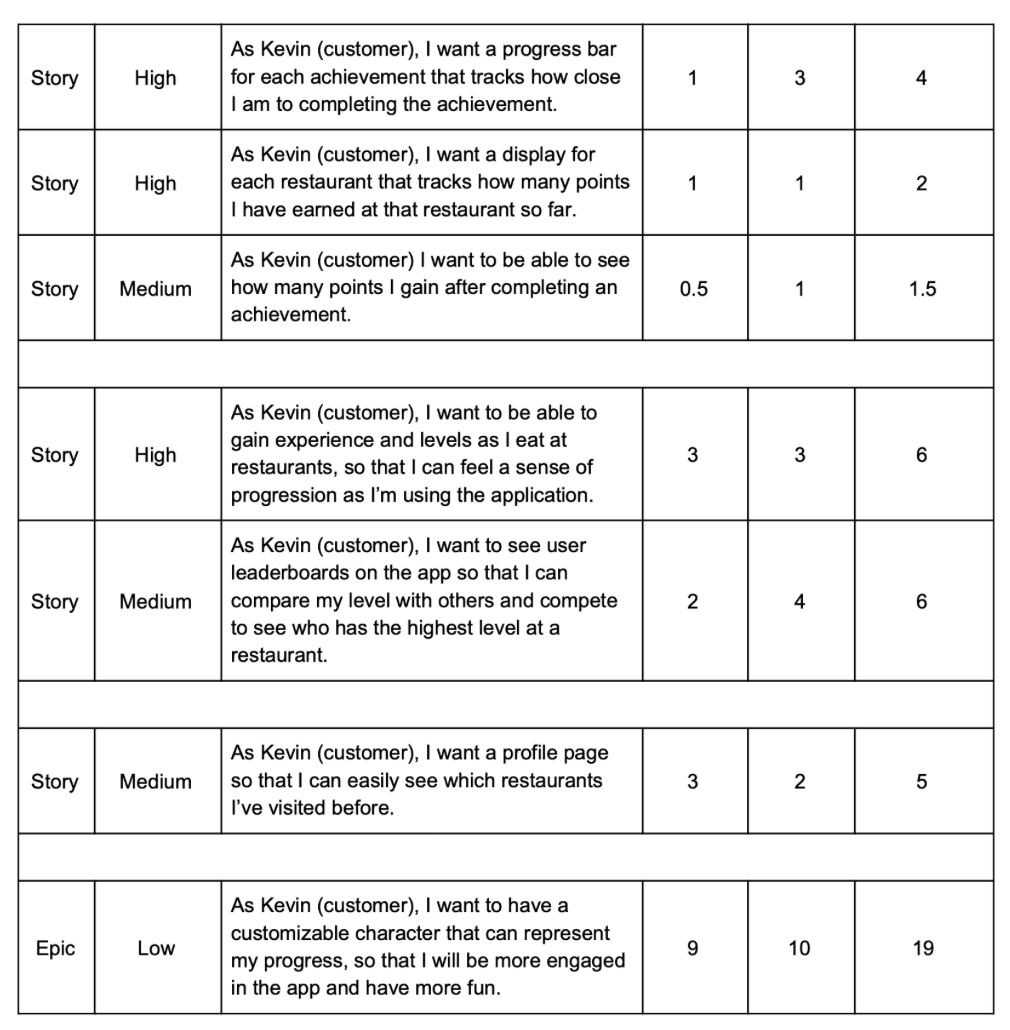 Story High As Kevin (customer), I want a progress bar
for each achievement that tracks how close
I am to completing the achievement. 1 3 4
Story High As Kevin (customer), I want a display for
each restaurant that tracks how many points
I have earned at that restaurant so far. 1 1 2
Story Medium As Kevin (customer) I want to be able to see
how many points I gain after completing an
achievement. 0.5 1 1.5
Story High As Kevin (customer), I want to be able to
gain experience and levels as I eat at
restaurants, so that I can feel a sense of
progression as I’m using the application. 3 3 6
Story Medium As Kevin (customer), I want to see user
leaderboards on the app so that I can
compare my level with others and compete
to see who has the highest level at a
restaurant. 2 4 6
Story Medium As Kevin (customer), I want a profile page
so that I can easily see which restaurants
I’ve visited before. 3 2 5
Epic Low As Kevin (customer), I want to have a
customizable character that can represent
my progress, so that I will be more engaged
in the app and have more fun. 9 10 19